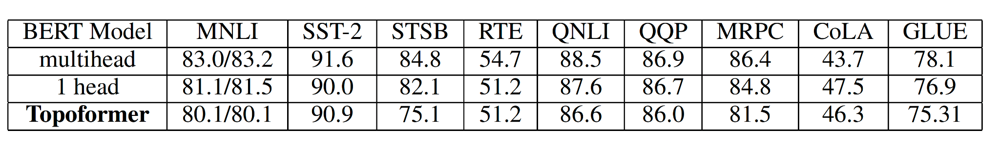 BERT Model MNLI SST-2 STSB RTE QNLI QQP MRPC CoLA GLUE
multihead 83.0/83.2 91.6 84.8 54.7 88.5 86.9 86.4 43.7 78.1
1 head 81.1/81.5 90.0 82.1 51.2 87.6 86.7 84.8 47.5 76.9
Topoformer 80.1/80.1 90.9 75.1 51.2 86.6 86.0 81.5 46.3 75.31